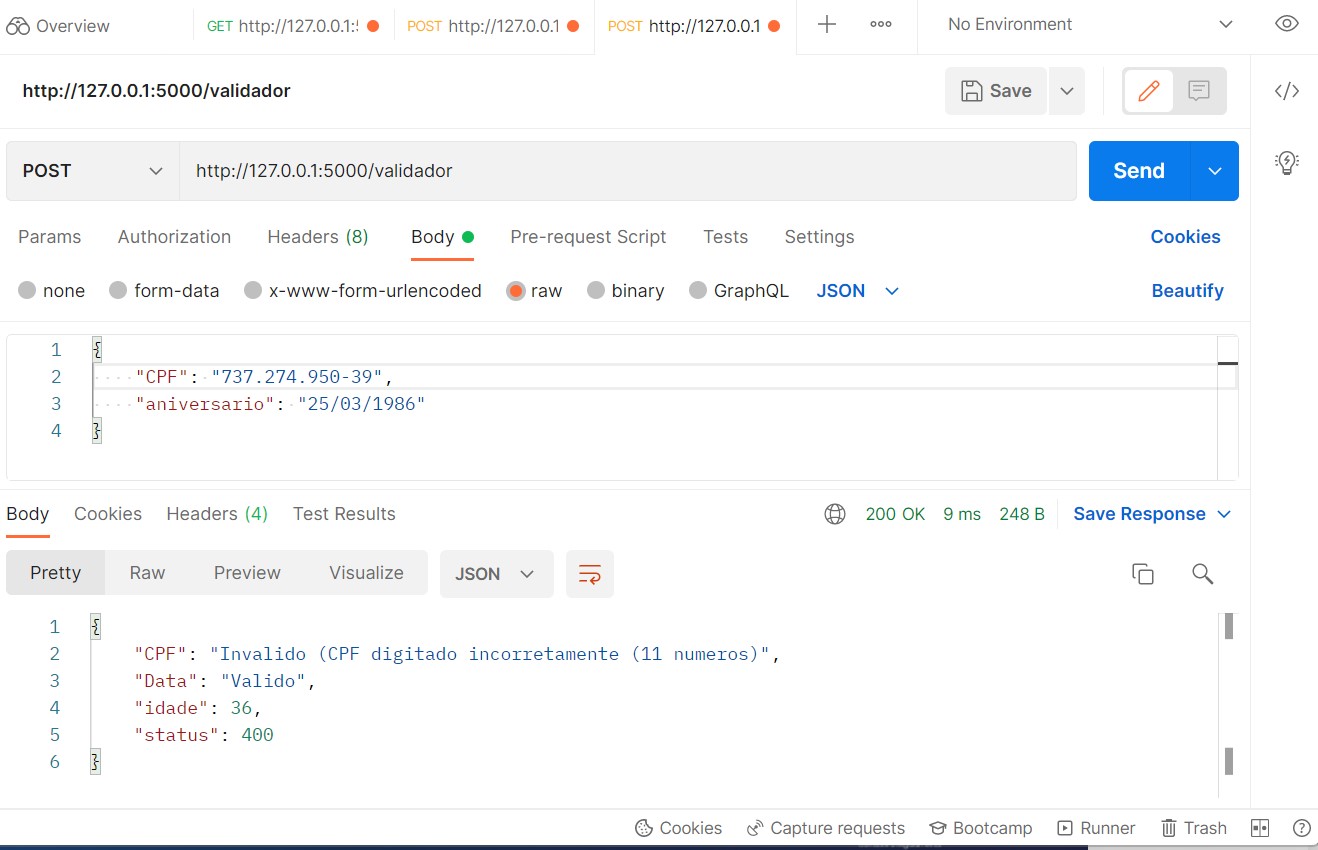 Overview
GET http://127.0.0.1:!
POST http://127.0.0.1
POST http://127.0.0.1
No Environment
http://127.0.0.1:5000/validador
Save
POST http://127.0.0.1:5000/validador Send
Params Authorization Headers (8) Body Pre-request Script Tests Settings Cookies
none form-data x-www-form-urlencoded raw binary GraphQL JSON Beautify
1 {
2 "CPF": "737.274.950-39",
3 "aniversario": "25/03/1986"
4 }
Body Cookies Headers (4) Test Results 200 OK 9 ms 248 B Save Response
Pretty Raw Preview Visualize JSON
1 {
2 "CPF": "Invalido (CPF digitado incorretamente (11 numeros)",
3 "Data": "Valido",
4 "idade": 36,
5 "status": 400
6 }
Cookies Capture requests Bootcamp Runner Trash